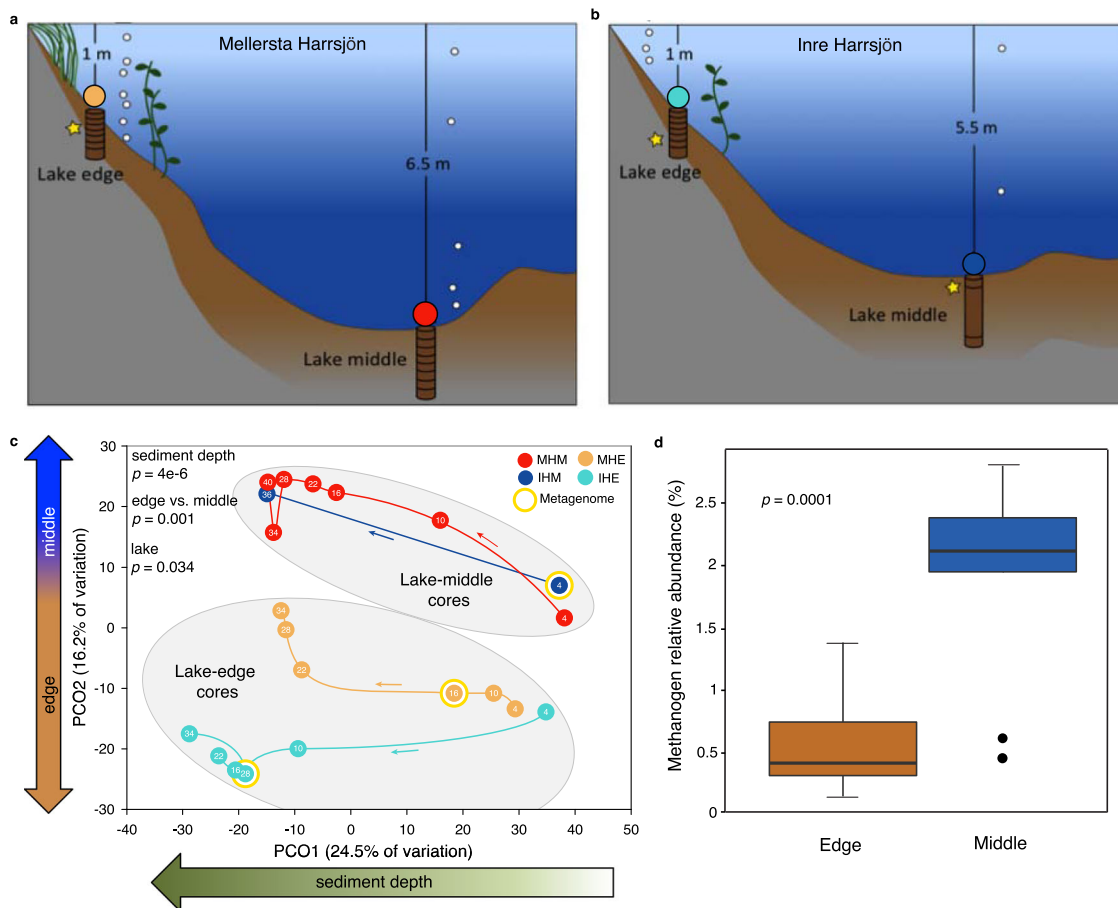 a
Mellersta Harrsjön
1 m
Lake edge
6.5 m
Lake middle
b
Inre Harrsjön
1 m
Lake edge
5.5 m
Lake middle
c
middle
edge
PCO2 (16.2% of variation)
30
20
10
0
-10
-20
-30
sediment depth
p = 4e-6
edge vs. middle
p = 0.001
lake
p = 0.034
MHM
MHE
IHM
IHE
Metagenome
40
28
22
16
36
34
10
Lake-middle
cores
4
4
34
28
22
16
10
4
Lake-edge
cores
4
34
22
16
28
10
-40
-30
-20
-10
0
10
20
30
40
50
PCO1 (24.5% of variation)
sediment depth
d
Methanogen relative abundance (%)
2.5
2
1.5
1
0.5
0
p = 0.0001
Edge
Middle